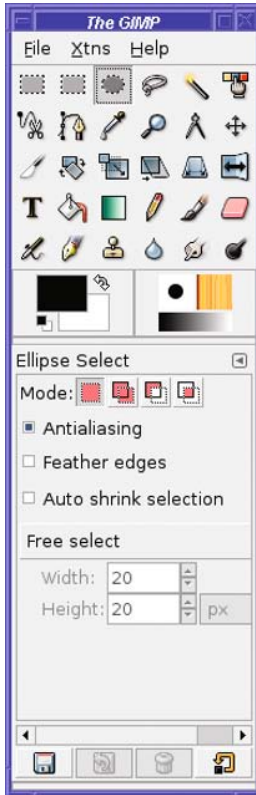 The GIMP
File Xtns Help
T
Ellipse Select
Mode:
Antialiasing
Feather edges
Auto shrink selection
Free select
Width: 20
Height: 20 px